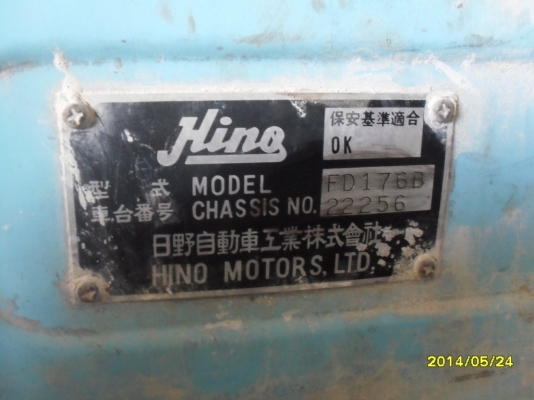 Hino
保安基準適合
OK
型式 MODEL FD176B
車台番号 CHASSIS NO. 22256
日野自動車工業株式會社
HINO MOTORS, LTD.
2014/05/24